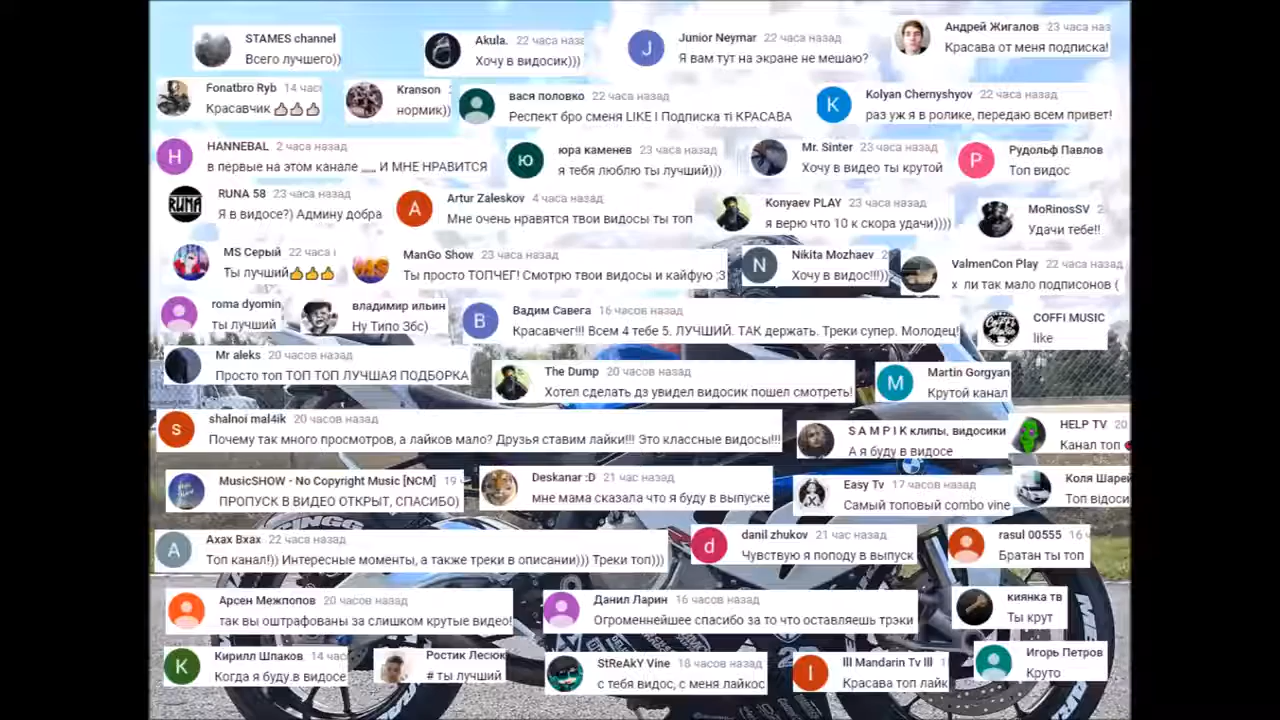 STAMES channel
Всего лучшего))
Akula. 22 часа наза
Хочу в видосик)))
Junior Neymar 22 часа назад
Я вам тут на экране не мешаю?
Андрей Жигалов 23 часа наз
Красава от меня подписка!
Fonatbro Ryb 14 час
Красавчик 👍👍👍
Kranson
нормик))
вася половко 22 часа назад
Респект бро сменя LIKE I Подписка ті КРАСАВА
Kolyan Chernyshyov 22 часа назад
раз уж я в ролике, передаю всем привет!
HANNEBAL 2 часа назад
в первые на этом канале ,,,,,, И МНЕ НРАВИТСЯ
юра каменев 23 часа назад
я тебя люблю ты лучший)))
Mr. Sinter 23 часа назад
Хочу в видео ты крутой
Рудольф Павлов
Топ видос
RUNA 58 23 часа назад
Я в видосе?) Админу добра
Artur Zaleskov 4 часа назад
Мне очень нравятся твои видосы ты топ
Konyaev PLAY 23 часа назад
я верю что 10 к скора удачи))))
MoRinosSV 2
Удачи тебе!!
MS Серый 22 часа
Ты лучший👍👍👍
ManGo Show 23 часа назад
Ты просто ТОПЧЕГ! Смотрю твои видосы и кайфую ;3
Nikita Mozhaev 2
Хочу в видос!!!))
ValmenCon Play 22 часа назад
х ли так мало подписонов (
roma dyomin
ты лучший
владимир ильин
Ну Типо Збс)
Вадим Савега 16 часов назад
Красавчег!!! Всем 4 тебе 5. ЛУЧШИЙ. ТАК держать. Треки супер. Молодец!
COFFI MUSIC
like
Mr aleks 20 часов назад
Просто топ ТОП ТОП ЛУЧШАЯ ПОДБОРКА
The Dump 20 часов назад
Хотел сделать дз увидел видосик пошел смотреть!
Martin Gorgyan
Крутой канал
shalnoi mal4ik 20 часов назад
Почему так много просмотров, а лайков мало? Друзья ставим лайки!!! Это классные видосы!!!
S A M P I K клипы, видосики
А я буду в видосе
HELP TV 20
Канал топ
MusicSHOW - No Copyright Music [NCM] 19
ПРОПУСК В ВИДЕО ОТКРЫТ, СПАСИБО)
Deskanar :D 21 час назад
мне мама сказала что я буду в выпуске
Easy Tv 17 часов назад
Самый топовый combo vine
Коля Шарей
Топ відоси
Axax Bxax 22 часа назад
Топ канал!)) Интересные моменты, а также треки в описании))) Треки топ)))
danil zhukov 21 час назад
Чувствую я поподу в выпуск
rasul 00555 16 ч
Братан ты топ
Арсен Межпопов 20 часов назад
так вы оштрафованы за слишком крутые видео!
Данил Ларин 16 часов назад
Огроменнейшее спасибо за то что оставляешь трэки
киянка тв
Ты крут
Кирилл Шпаков 14 час
Когда я буду в видосе
Ростик Лесюк
# ты лучший
StReAkY Vine 18 часов назад
с тебя видос, с меня лайкос
lll Mandarin Tv lll 1
Красава топ лайк
Игорь Петров
Круто